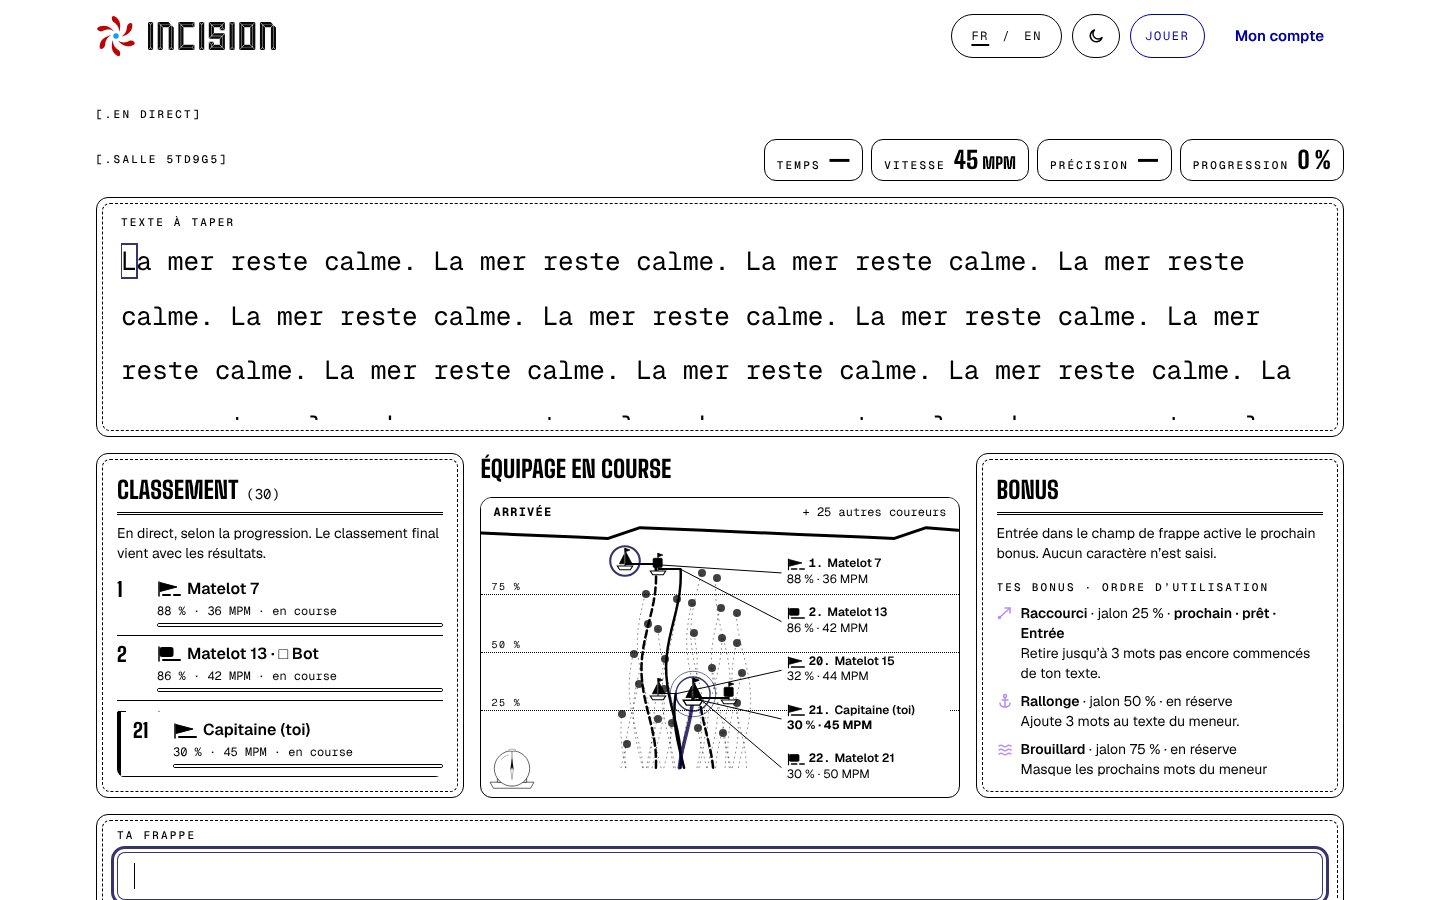 INCISION
FR / EN
JOUER
Mon compte
[.EN DIRECT]
[.SALLE 5TD9G5]
TEMPS —
VITESSE 45 MPM
PRÉCISION —
PROGRESSION 0 %
TEXTE À TAPER
La mer reste calme. La mer reste calme. La mer reste calme. La mer reste
calme. La mer reste calme. La mer reste calme. La mer reste calme. La mer
reste calme. La mer reste calme. La mer reste calme. La mer reste calme. La
CLASSEMENT (30)
En direct, selon la progression. Le classement final
vient avec les résultats.
1 Matelot 7
88 % · 36 MPM · en course
2 Matelot 13 · □ Bot
86 % · 42 MPM · en course
21 Capitaine (toi)
30 % · 45 MPM · en course
ÉQUIPAGE EN COURSE
ARRIVÉE
+ 25 autres coureurs
75 %
50 %
25 %
1. Matelot 7
88 % · 36 MPM
2. Matelot 13
86 % · 42 MPM
20. Matelot 15
32 % · 44 MPM
21. Capitaine (toi)
30 % · 45 MPM
22. Matelot 21
30 % · 50 MPM
BONUS
Entrée dans le champ de frappe active le prochain
bonus. Aucun caractère n’est saisi.
TES BONUS · ORDRE D’UTILISATION
Raccourci · jalon 25 % · prochain · prêt ·
Entrée
Retire jusqu’à 3 mots pas encore commencés
de ton texte.
Rallonge · jalon 50 % · en réserve
Ajoute 3 mots au texte du meneur.
Brouillard · jalon 75 % · en réserve
Masque les prochains mots du meneur
TA FRAPPE